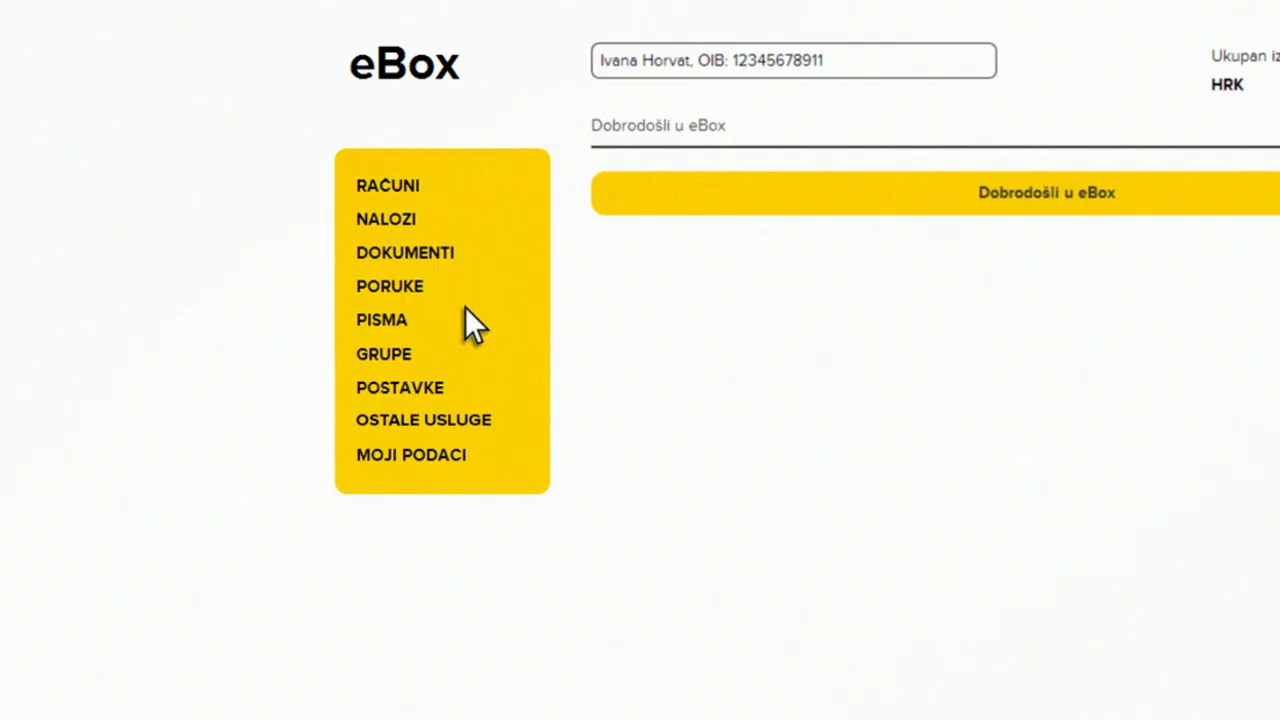 eBox
Ivana Horvat, OIB: 12345678911
Ukupan iz
HRK
Dobrodošli u eBox
Dobrodošli u eBox
RAČUNI
NALOZI
DOKUMENTI
PORUKE
PISMA
GRUPE
POSTAVKE
OSTALE USLUGE
MOJI PODACI